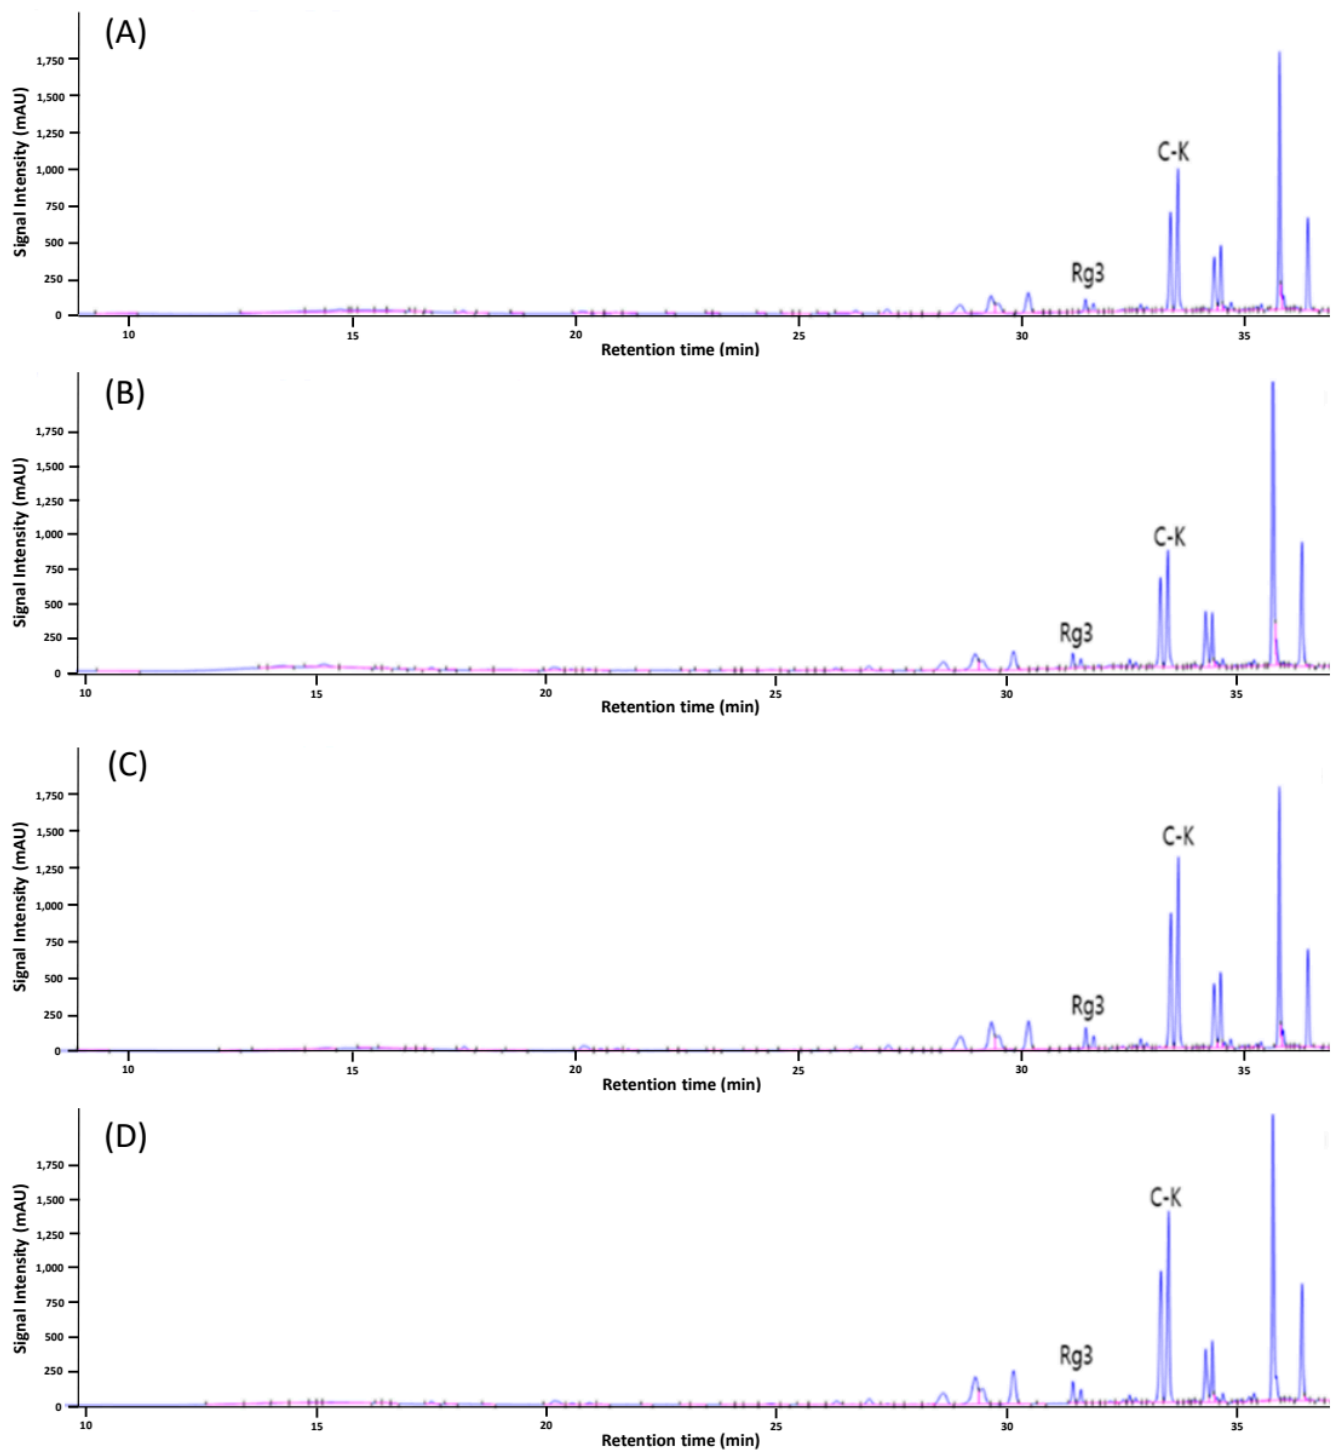 (A)
Signal Intensity (mAU)
1,750
1,500
1,250
1,000
750
500
250
0
C-K
Rg3
10 15 20 25 30 35
Retention time (min)
(B)
Signal Intensity (mAU)
1,750
1,500
1,250
1,000
750
500
250
0
C-K
Rg3
10 15 20 25 30 35
Retention time (min)
(C)
Signal Intensity (mAU)
1,750
1,500
1,250
1,000
750
500
250
0
C-K
Rg3
10 15 20 25 30 35
Retention time (min)
(D)
Signal Intensity (mAU)
1,750
1,500
1,250
1,000
750
500
250
0
C-K
Rg3
10 15 20 25 30 35
Retention time (min)